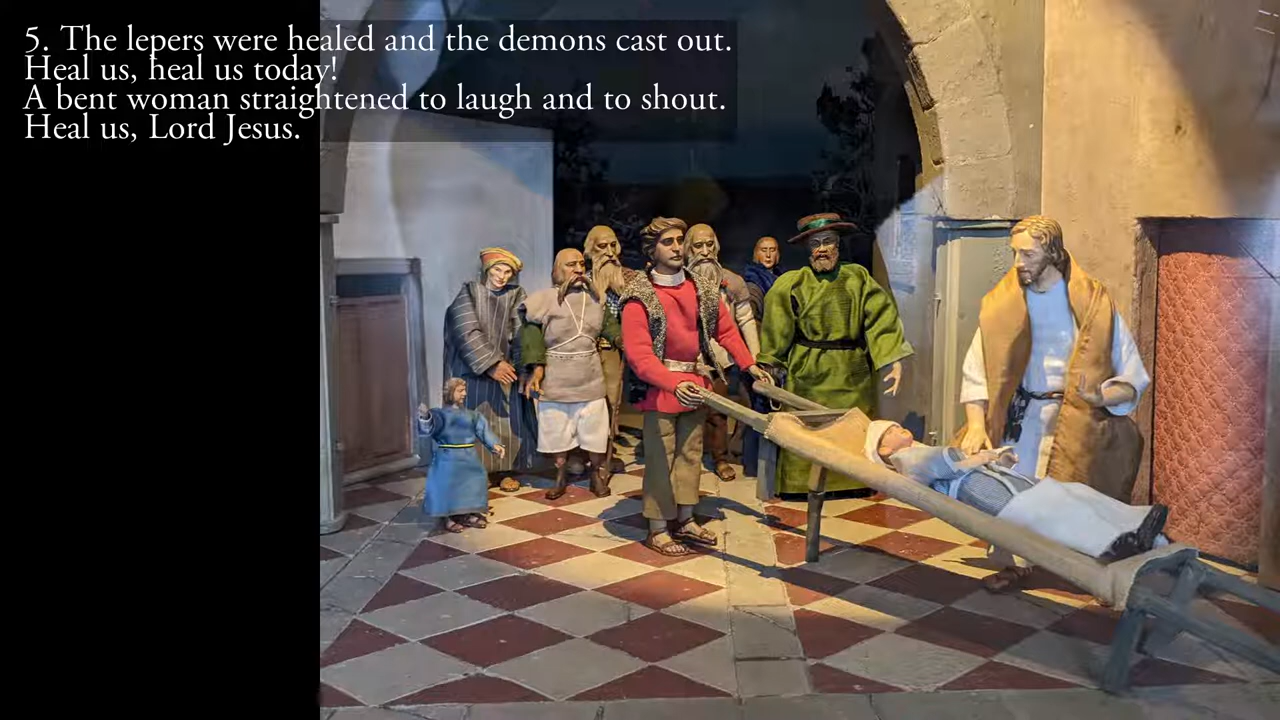 5. The lepers were healed and the demons cast out.
Heal us, heal us today!
A bent woman straightened to laugh and to shout.
Heal us, Lord Jesus.